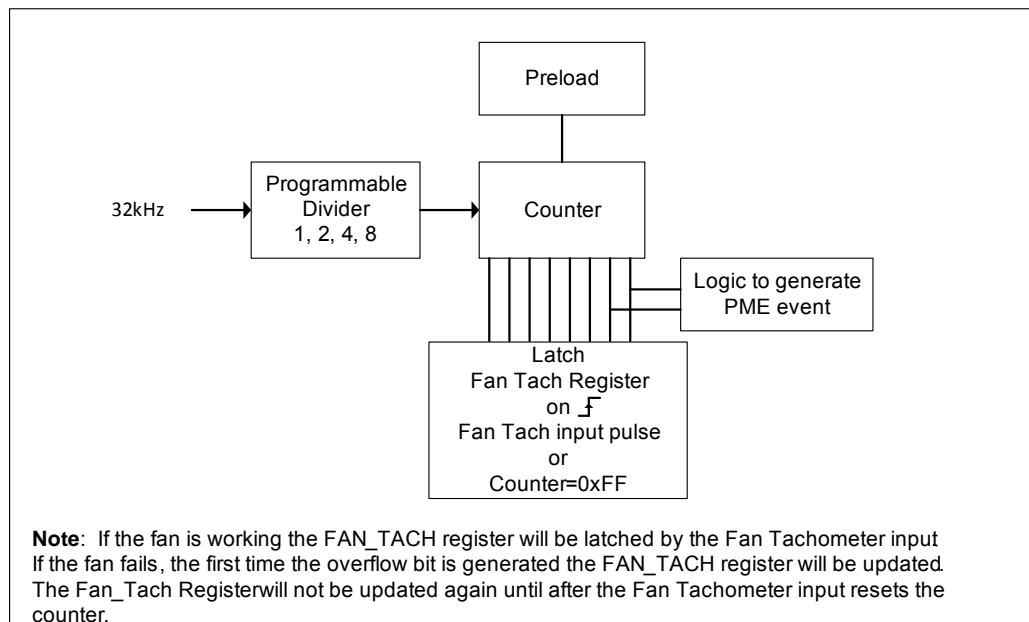 Preload
32kHz
Programmable
Divider
1, 2, 4, 8
Counter
Logic to generate
PME event
Latch
Fan Tach Register
on
Fan Tach input pulse
or
Counter=0xFF
Note: If the fan is working the FAN_TACH register will be latched by the Fan Tachometer input
If the fan fails, the first time the overflow bit is generated the FAN_TACH register will be updated.
The Fan_Tach Registerwill not be updated again until after the Fan Tachometer input resets the
counter.